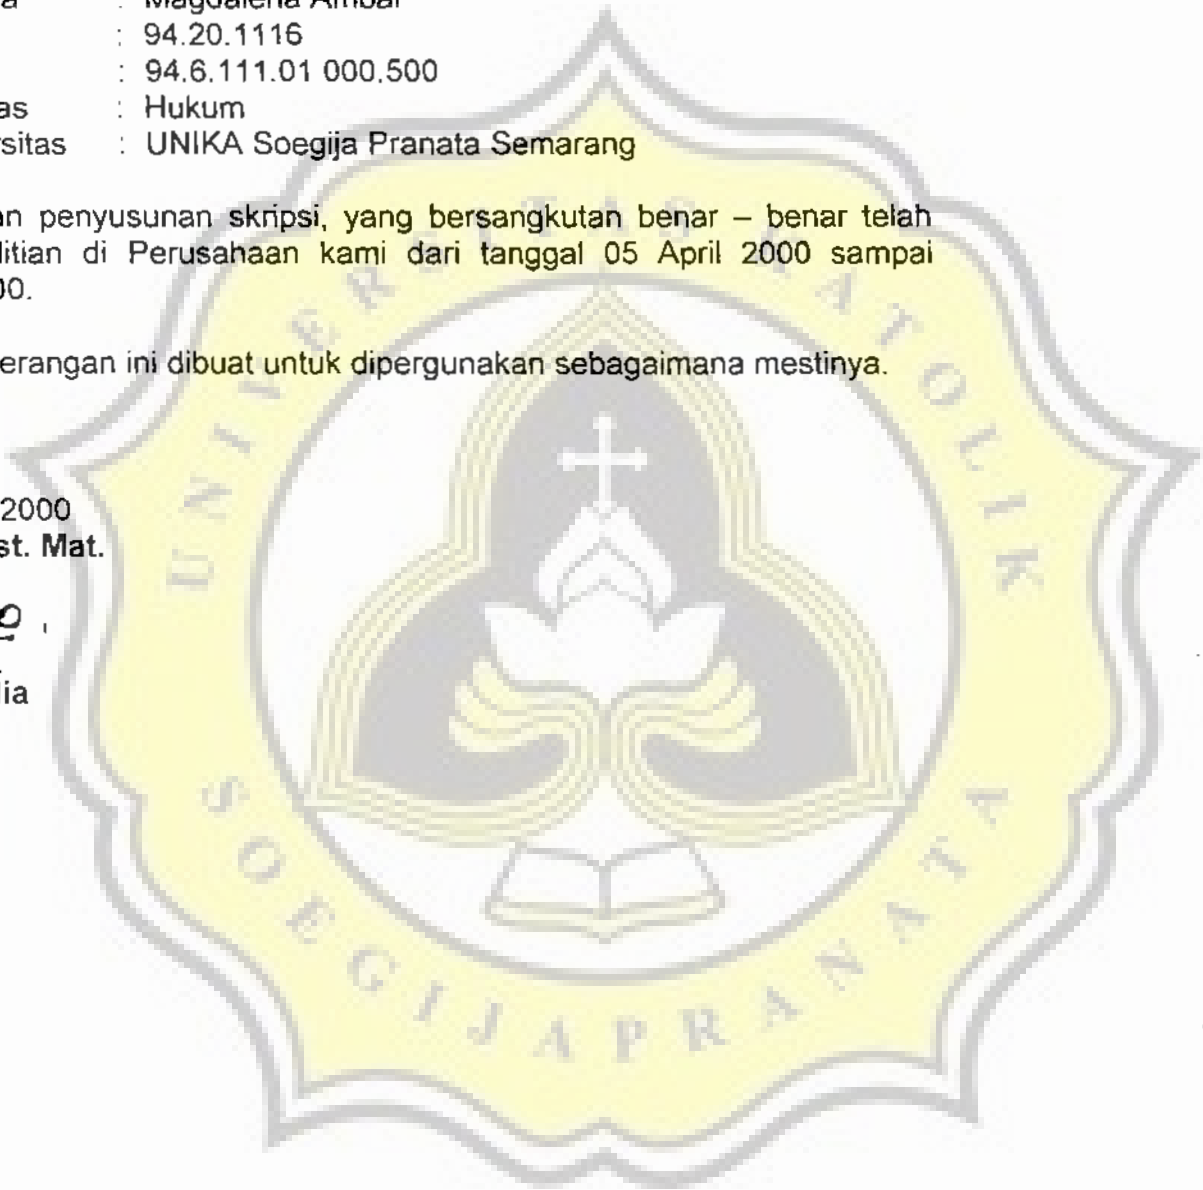 a : Magdalena Ambar
: 94.20.1116
: 94.6.111.01 000.500
as : Hukum
rsitas : UNIKA Soegija Pranata Semarang
an penyusunan skripsi, yang bersangkutan benar – benar telah
litian di Perusahaan kami dari tanggal 05 April 2000 sampai
00.
erangan ini dibuat untuk dipergunakan sebagaimana mestinya.
2000
st. Mat.
lia
UNIVERSITAS KATOLIK
SOEGIJAPRANATA